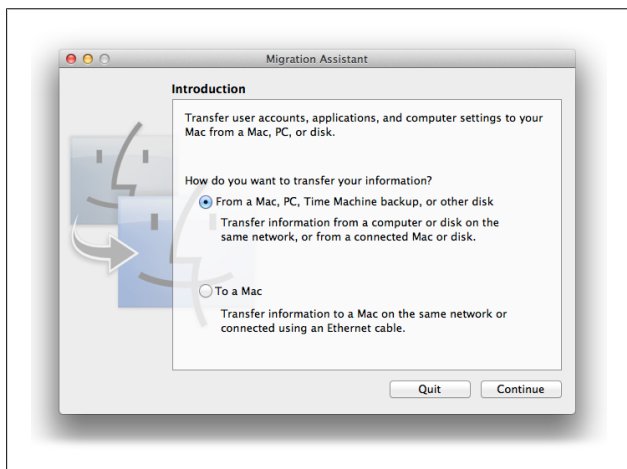 Migration Assistant
Introduction
Transfer user accounts, applications, and computer settings to your
Mac from a Mac, PC, or disk.
How do you want to transfer your information?
From a Mac, PC, Time Machine backup, or other disk
Transfer information from a computer or disk on the
same network, or from a connected Mac or disk.
To a Mac
Transfer information to a Mac on the same network or
connected using an Ethernet cable.
Quit
Continue